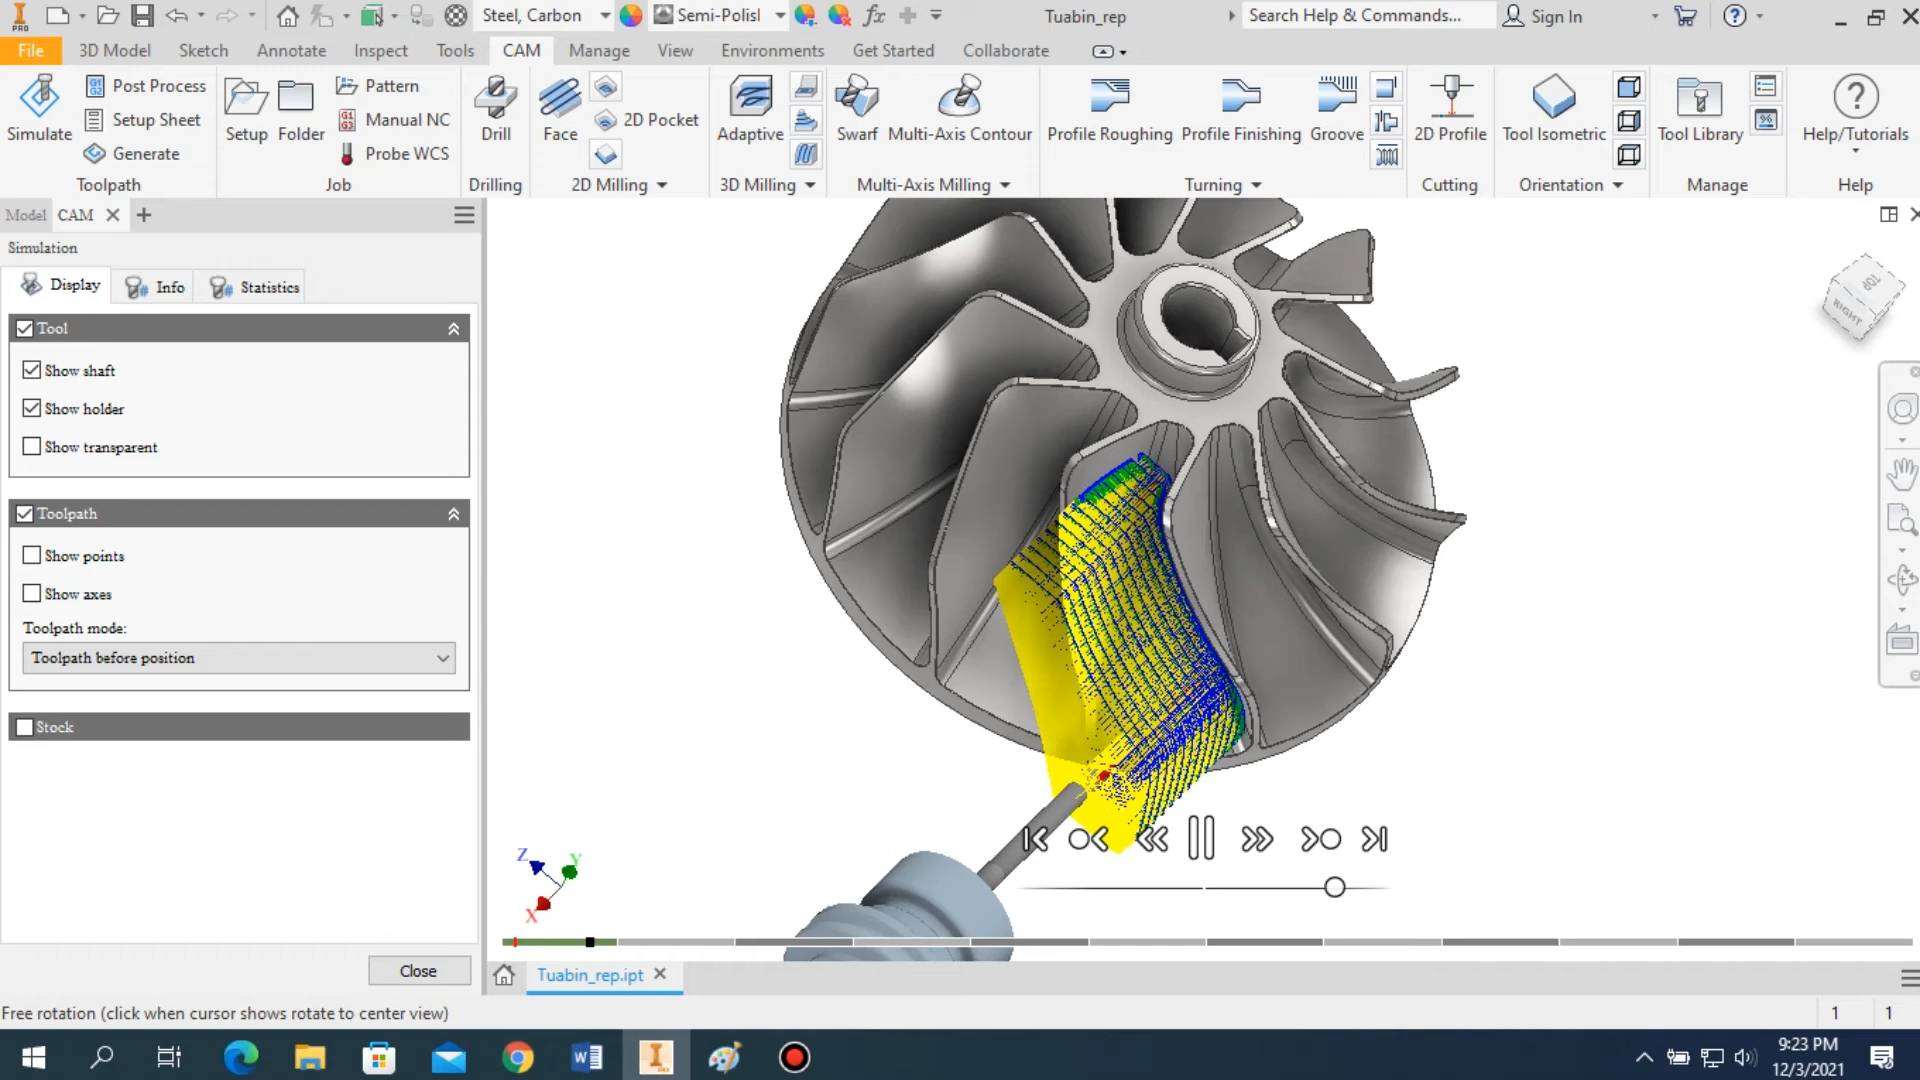 PRO
Steel, Carbon
Semi-Polisl
Tuabin_rep
Search Help & Commands...
Sign In
File
3D Model
Sketch
Annotate
Inspect
Tools
CAM
Manage
View
Environments
Get Started
Collaborate
Simulate
Post Process
Setup Sheet
Generate
Toolpath
Setup
Folder
Pattern
Manual NC
Probe WCS
Job
Drill
Drilling
Face
2D Pocket
2D Milling
Adaptive
3D Milling
Swarf
Multi-Axis Contour
Multi-Axis Milling
Profile Roughing
Profile Finishing
Groove
Turning
2D Profile
Cutting
Tool Isometric
Orientation
Tool Library
Manage
Help/Tutorials
Help
Model
CAM
Simulation
Display
Info
Statistics
Tool
Show shaft
Show holder
Show transparent
Toolpath
Show points
Show axes
Toolpath mode:
Toolpath before position
Stock
Close
TOP
RIGHT
Z
Y
X
Tuabin_rep.ipt
Free rotation (click when cursor shows rotate to center view)
1
1
9:23 PM
12/3/2021